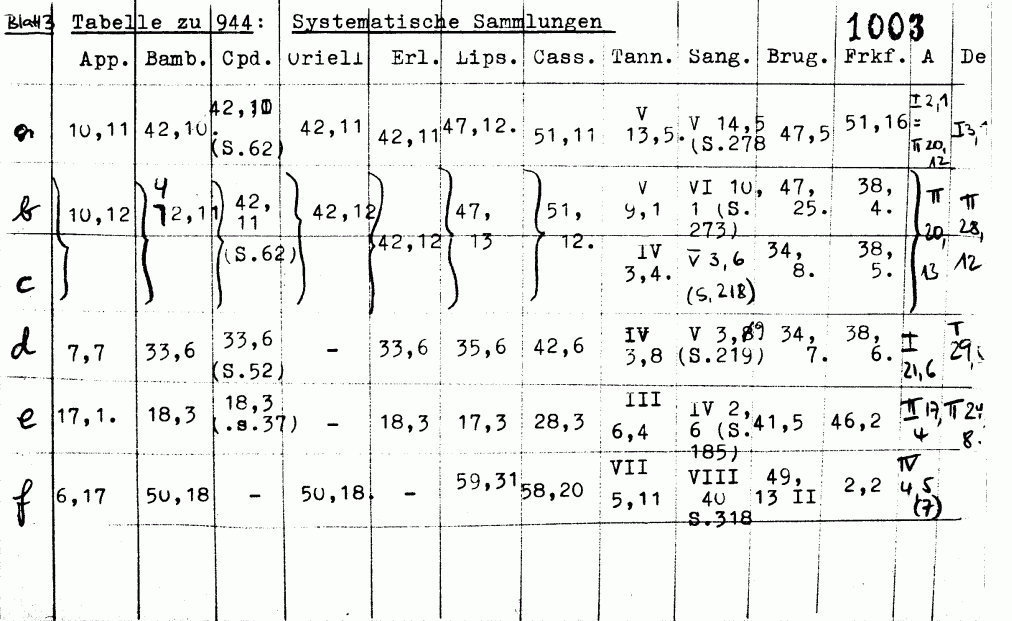 Blatt 3 Tabelle zu 944: Systematische Sammlungen 1003
App. Bamb. Cpd. Oriell Erl. Lips. Cass. Tann. Sang. Brug. Frkf. A De
a 10,11 42,10. 42,10 (S.62) 42,11 42,11 47,12. 51,11 V 13,5. V 14,5 (S.278 47,5 51,16 I 2,1 = II 20, 12 I 3,
b 10,12 42,11 42, 11 (S.62) 42,12 42,12 47, 13 51, 12. V 9,1 VI 10, 1 (S. 273) 47, 25. 38, 4. II 20, 13 II 28, 12
c IV 3,4. V 3,6 (S.218) 34, 8. 38, 5.
d 7,7 33,6 33,6 (S.52) - 33,6 35,6 42,6 IV 3,8 V 3,9 (S.219) 34, 7. 38, 6. I 21,6 I 29,
e 17,1. 18,3 18,3 (.s.37) - 18,3 17,3 28,3 III 6,4 IV 2, 6 (S. 185) 41,5 46,2 II 17, 4 II 24 8.
f 6,17 50,18 - 50,18. - 59,31 58,20 VII 5,11 VIII 40 S.318 49, 13 II 2,2 IV 4,5 (7)